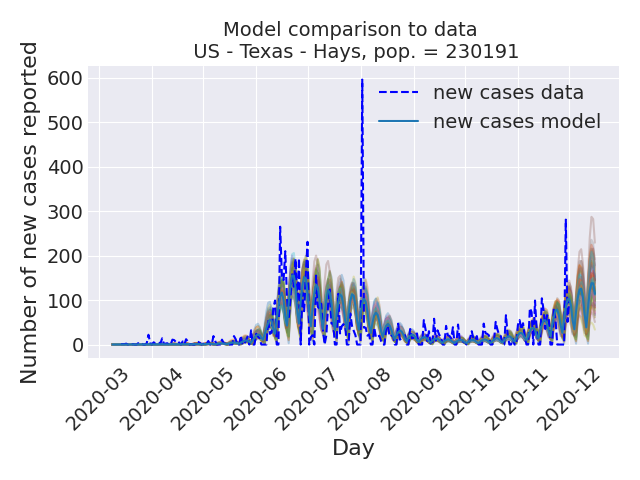 Model comparison to data
US - Texas - Hays, pop. = 230191
Number of new cases reported
600
500
400
300
200
100
0
new cases data
new cases model
2020-03
2020-04
2020-05
2020-06
2020-07
2020-08
2020-09
2020-10
2020-11
2020-12
Day